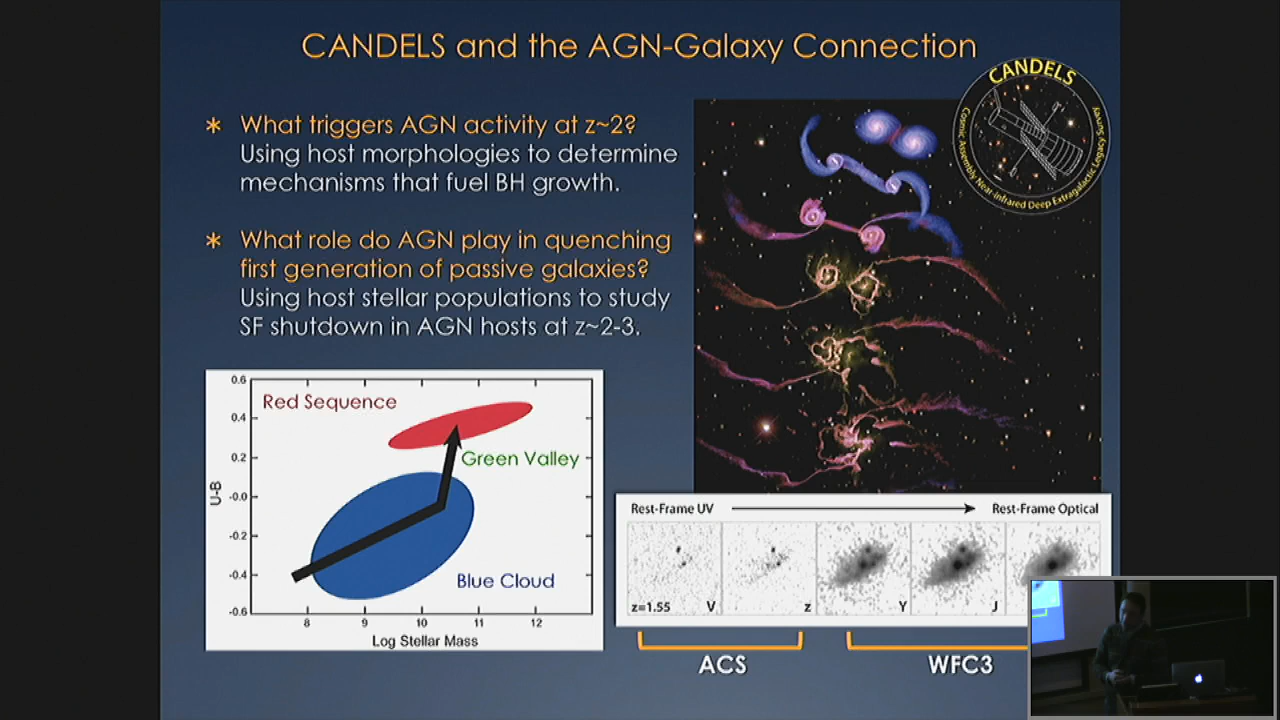 CANDELS and the AGN-Galaxy Connection
CANDELS
Cosmic Assembly Near-Infrared Deep Extragalactic Legacy Survey
* What triggers AGN activity at z~2?
Using host morphologies to determine
mechanisms that fuel BH growth.
* What role do AGN play in quenching
first generation of passive galaxies?
Using host stellar populations to study
SF shutdown in AGN hosts at z~2-3.
0.6
0.4
0.2
-0.0
-0.2
-0.4
-0.6
U-B
Red Sequence
Green Valley
Blue Cloud
8 9 10 11 12
Log Stellar Mass
Rest-Frame UV
Rest-Frame Optical
z=1.55 V
z
Y
J
ACS
WFC3